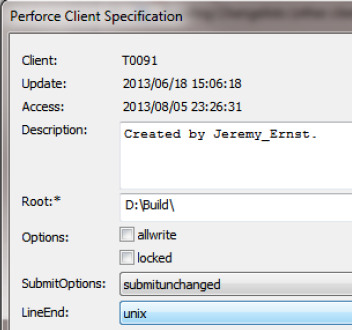 Perforce Client Specification
Client: T0091
Update: 2013/06/18 15:06:18
Access: 2013/08/05 23:26:31
Description: Created by Jeremy_Ernst.
Root:* D:\Build\
Options: allwrite
locked
SubmitOptions: submitunchanged
LineEnd: unix